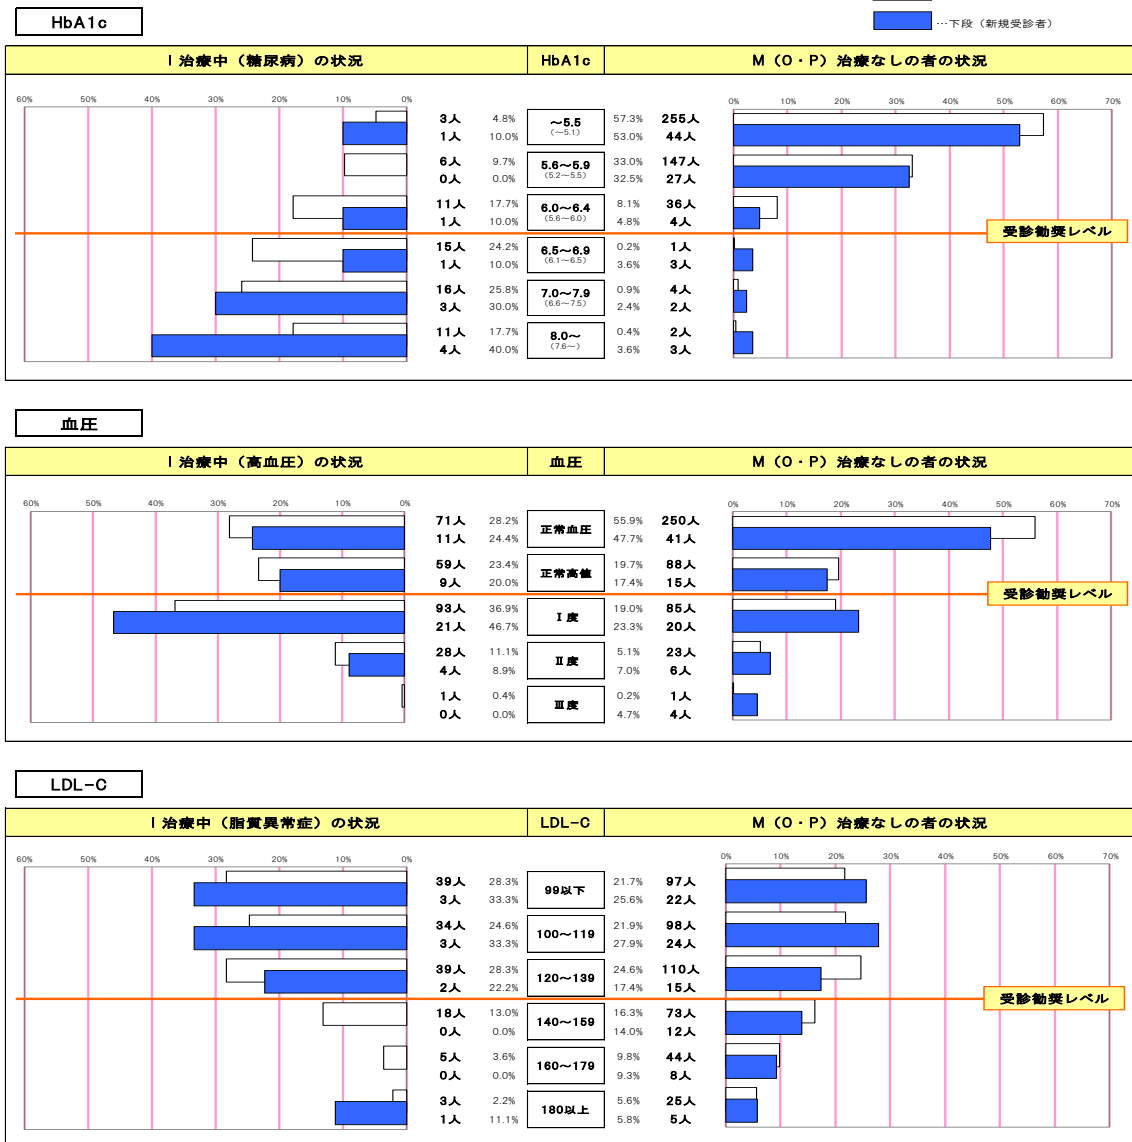 HbA1c
…下段（新規受診者）
Ⅰ 治療中（糖尿病）の状況 HbA1c M（O・P）治療なしの者の状況
60% 50% 40% 30% 20% 10% 0% 0% 10% 20% 30% 40% 50% 60% 70%
3人 4.8% ～5.5 57.3% 255人
1人 10.0% （～5.1） 53.0% 44人
6人 9.7% 5.6～5.9 33.0% 147人
0人 0.0% （5.2～5.5） 32.5% 27人
11人 17.7% 6.0～6.4 8.1% 36人
1人 10.0% （5.6～6.0） 4.8% 4人
受診勧奨レベル
15人 24.2% 6.5～6.9 0.2% 1人
1人 10.0% （6.1～6.5） 3.6% 3人
16人 25.8% 7.0～7.9 0.9% 4人
3人 30.0% （6.6～7.5） 2.4% 2人
11人 17.7% 8.0～ 0.4% 2人
4人 40.0% （7.6～） 3.6% 3人
血圧
Ⅰ 治療中（高血圧）の状況 血圧 M（O・P）治療なしの者の状況
60% 50% 40% 30% 20% 10% 0% 0% 10% 20% 30% 40% 50% 60% 70%
71人 28.2% 正常血圧 55.9% 250人
11人 24.4% 47.7% 41人
59人 23.4% 正常高値 19.7% 88人
9人 20.0% 17.4% 15人
受診勧奨レベル
93人 36.9% Ⅰ度 19.0% 85人
21人 46.7% 23.3% 20人
28人 11.1% Ⅱ度 5.1% 23人
4人 8.9% 7.0% 6人
1人 0.4% Ⅲ度 0.2% 1人
0人 0.0% 4.7% 4人
LDL-C
Ⅰ 治療中（脂質異常症）の状況 LDL-C M（O・P）治療なしの者の状況
60% 50% 40% 30% 20% 10% 0% 0% 10% 20% 30% 40% 50% 60% 70%
39人 28.3% 99以下 21.7% 97人
3人 33.3% 25.6% 22人
34人 24.6% 100～119 21.9% 98人
3人 33.3% 27.9% 24人
39人 28.3% 120～139 24.6% 110人
2人 22.2% 17.4% 15人
受診勧奨レベル
18人 13.0% 140～159 16.3% 73人
0人 0.0% 14.0% 12人
5人 3.6% 160～179 9.8% 44人
0人 0.0% 9.3% 8人
3人 2.2% 180以上 5.6% 25人
1人 11.1% 5.8% 5人